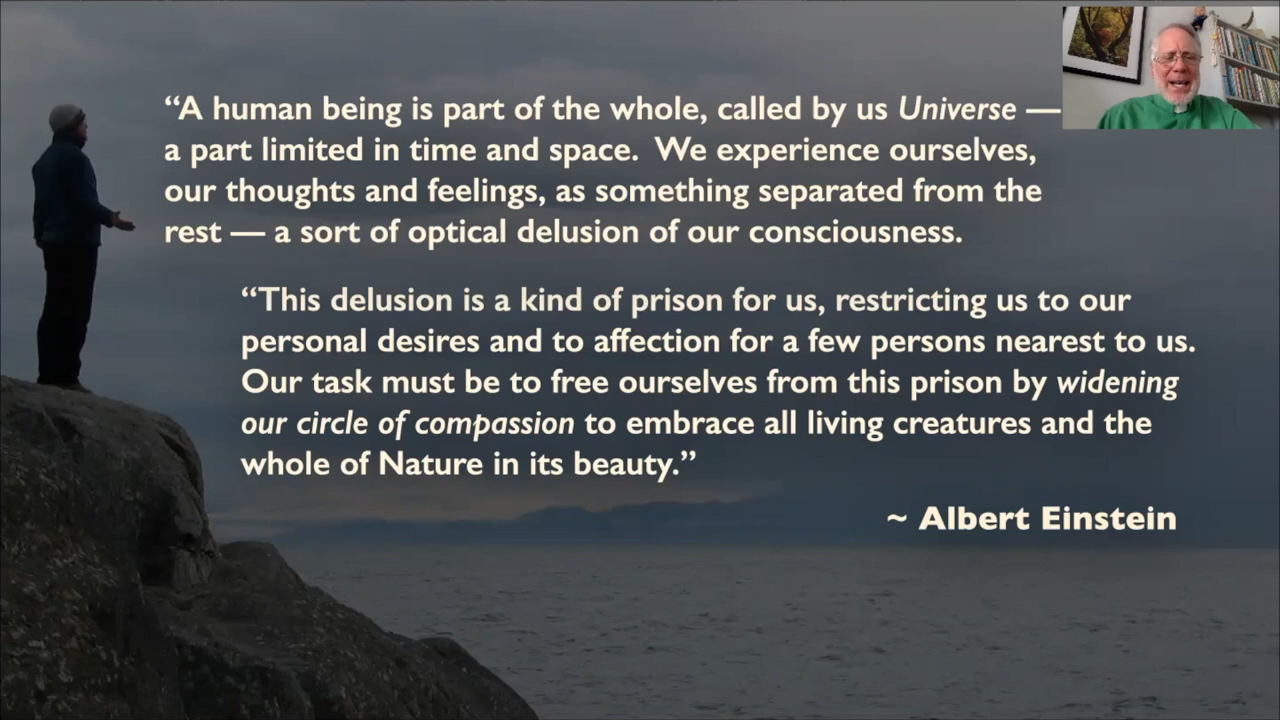 “A human being is part of the whole, called by us Universe —
a part limited in time and space.  We experience ourselves,
our thoughts and feelings, as something separated from the
rest — a sort of optical delusion of our consciousness.
“This delusion is a kind of prison for us, restricting us to our
personal desires and to affection for a few persons nearest to us.
Our task must be to free ourselves from this prison by widening
our circle of compassion to embrace all living creatures and the
whole of Nature in its beauty.”
~ Albert Einstein